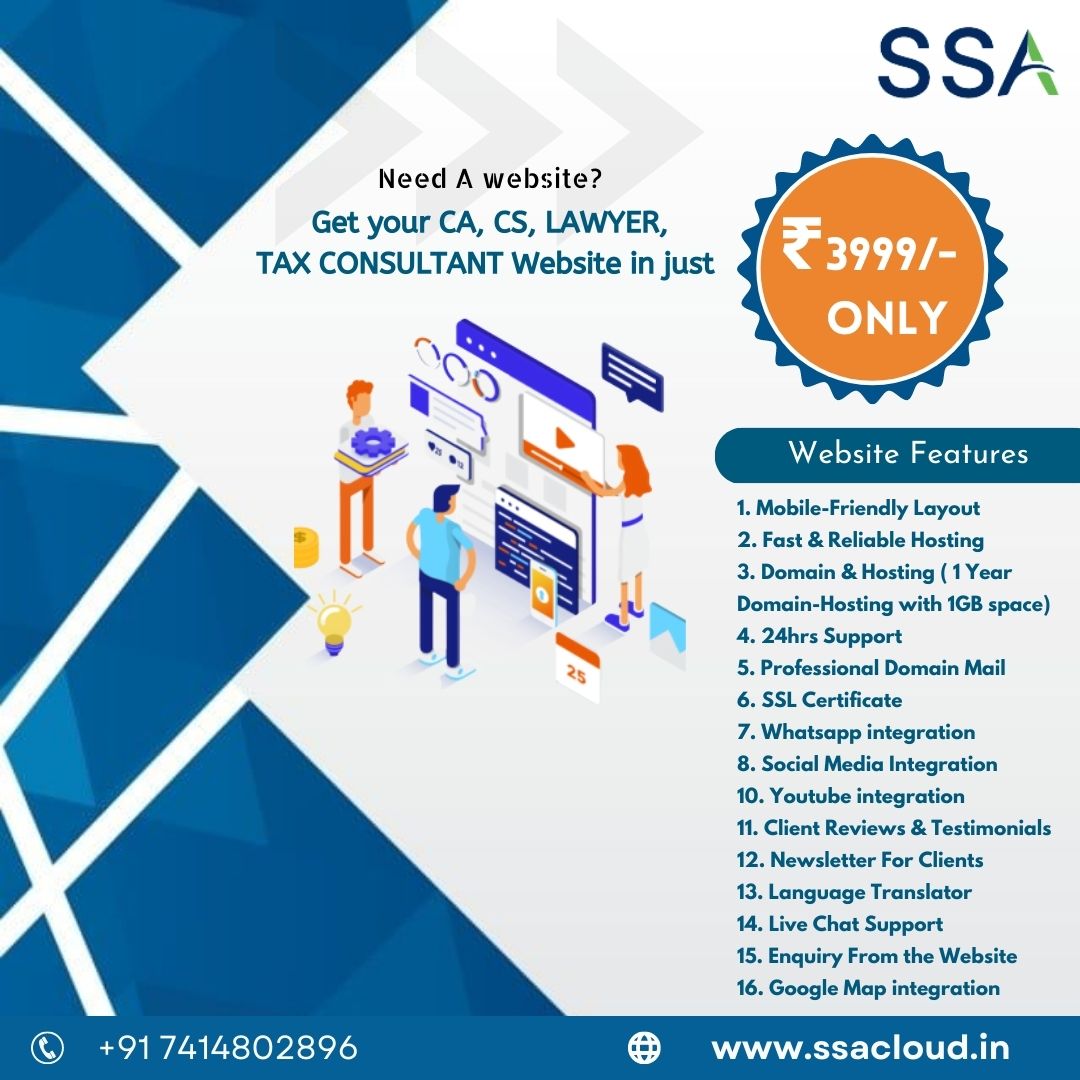 SSA
Need A website?
Get your CA, CS, LAWYER,
TAX CONSULTANT Website in just
₹3999/-
ONLY
Website Features
1. Mobile-Friendly Layout
2. Fast & Reliable Hosting
3. Domain & Hosting ( 1 Year
Domain-Hosting with 1GB space)
4. 24hrs Support
5. Professional Domain Mail
6. SSL Certificate
7. Whatsapp integration
8. Social Media Integration
10. Youtube integration
11. Client Reviews & Testimonials
12. Newsletter For Clients
13. Language Translator
14. Live Chat Support
15. Enquiry From the Website
16. Google Map integration
25
+91 7414802896
www.ssacloud.in